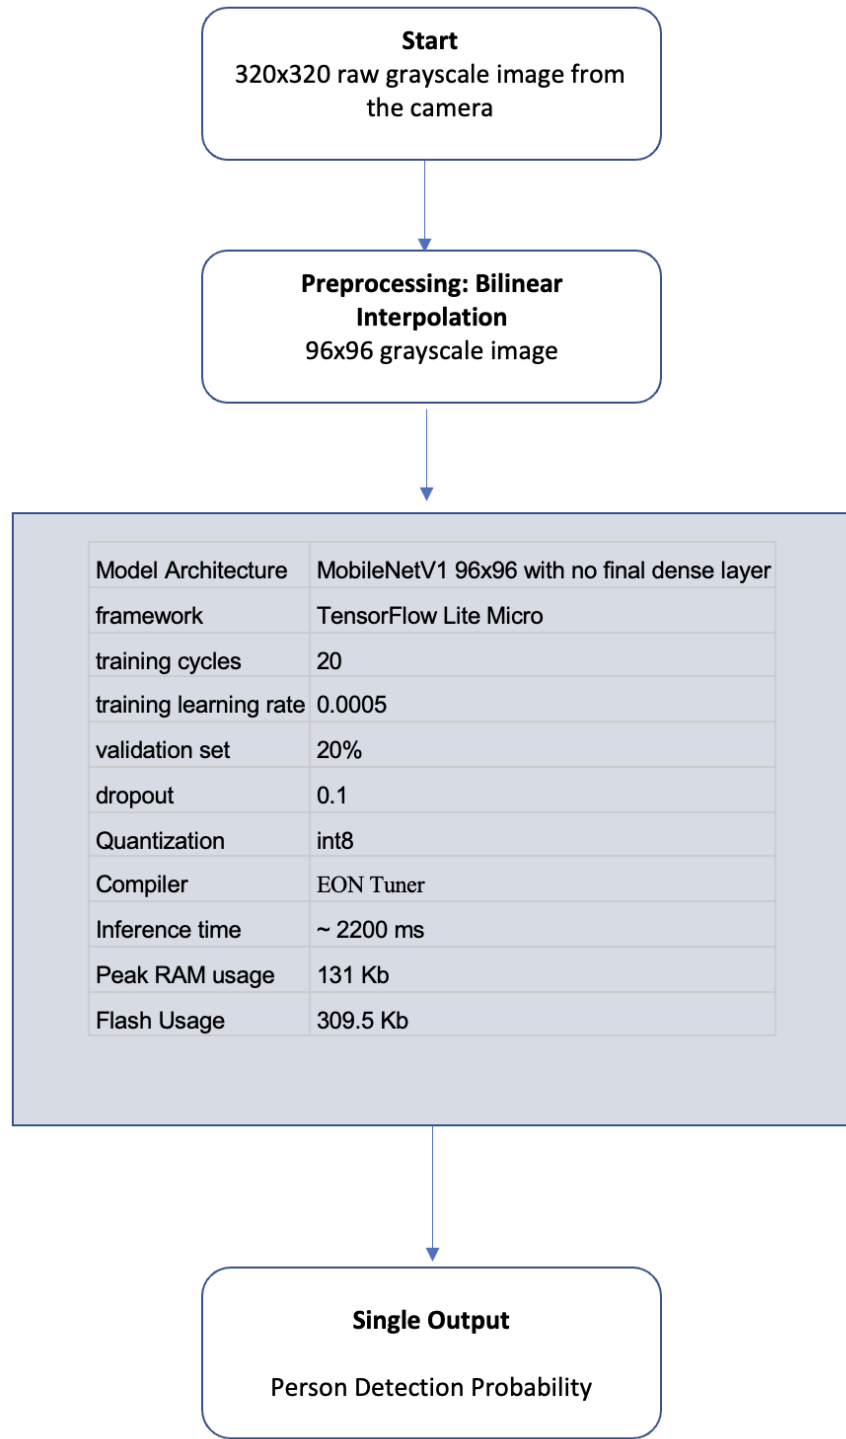 Start
320x320 raw grayscale image from
the camera
Preprocessing: Bilinear
Interpolation
96x96 grayscale image
Model Architecture MobileNetV1 96x96 with no final dense layer
framework TensorFlow Lite Micro
training cycles 20
training learning rate 0.0005
validation set 20%
dropout 0.1
Quantization int8
Compiler EON Tuner
Inference time ~ 2200 ms
Peak RAM usage 131 Kb
Flash Usage 309.5 Kb
Single Output
Person Detection Probability